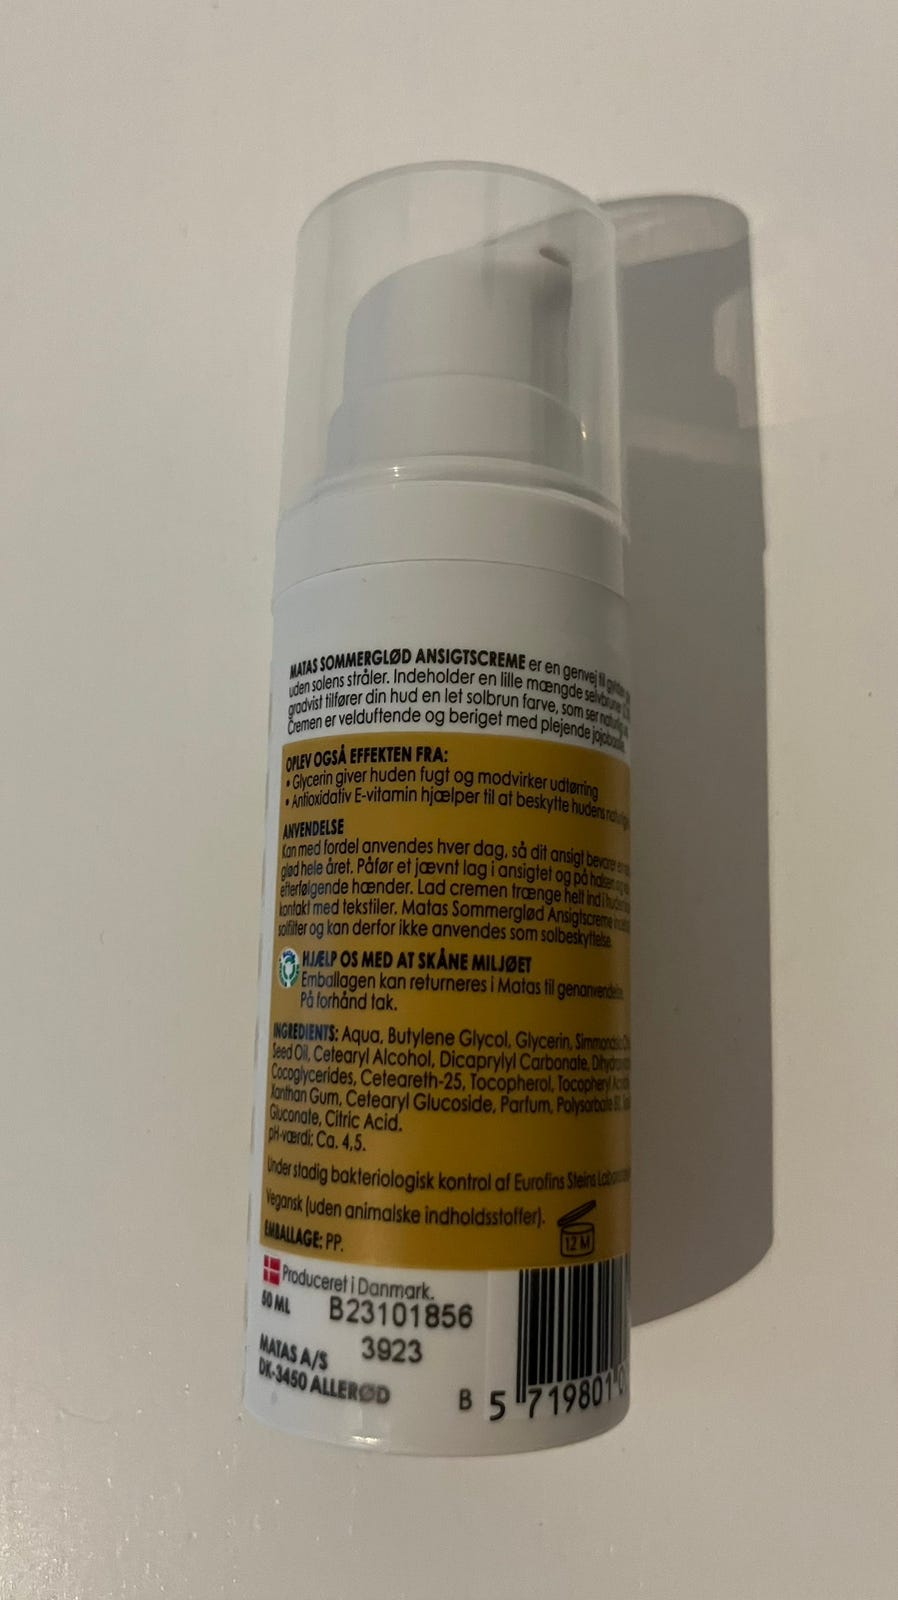 MATAS SOMMERGLØD ANSIGTSCREME er en genvej til
uden solens stråler. Indeholder en lille mængde selvbruner
gradvist tilfører din hud en let solbrun farve, som ser naturlig
Cremen er velduftende og beriget med plejende
OPLEV OGSÅ EFFEKTEN FRA:
• Glycerin giver huden fugt og modvirker udtørring
• Antioxidativ E-vitamin hjælper til at beskytte hudens
ANVENDELSE
Kan med fordel anvendes hver dag, så dit ansigt bevarer en
glød hele året. Påfør et jævnt lag i ansigtet og på halsen og
efterfølgende hænder. Lad cremen trænge helt ind i huden
kontakt med tekstiler. Matas Sommerglød Ansigtscreme
solfilter og kan derfor ikke anvendes som solbeskyttelse.
HJÆLP OS MED AT SKÅNE MILJØET
Emballagen kan returneres i Matas til genanvendelse.
På forhånd tak.
INGREDIENTS: Aqua, Butylene Glycol, Glycerin,
Seed Oil, Cetearyl Alcohol, Dicaprylyl Carbonate,
Cocoglycerides, Ceteareth-25, Tocopherol, Tocopheryl
Xanthan Gum, Cetearyl Glucoside, Parfum, Polysorbate
Gluconate, Citric Acid.
pH-værdi: Ca. 4,5.
Under stadig bakteriologisk kontrol af Eurofins Steins
Vegansk (uden animalske indholdsstoffer).
EMBALLAGE: PP.
12 M
Produceret i Danmark.
50 ML B23101856
3923
MATAS A/S
DK-3450 ALLERØD
B 5 719801 0